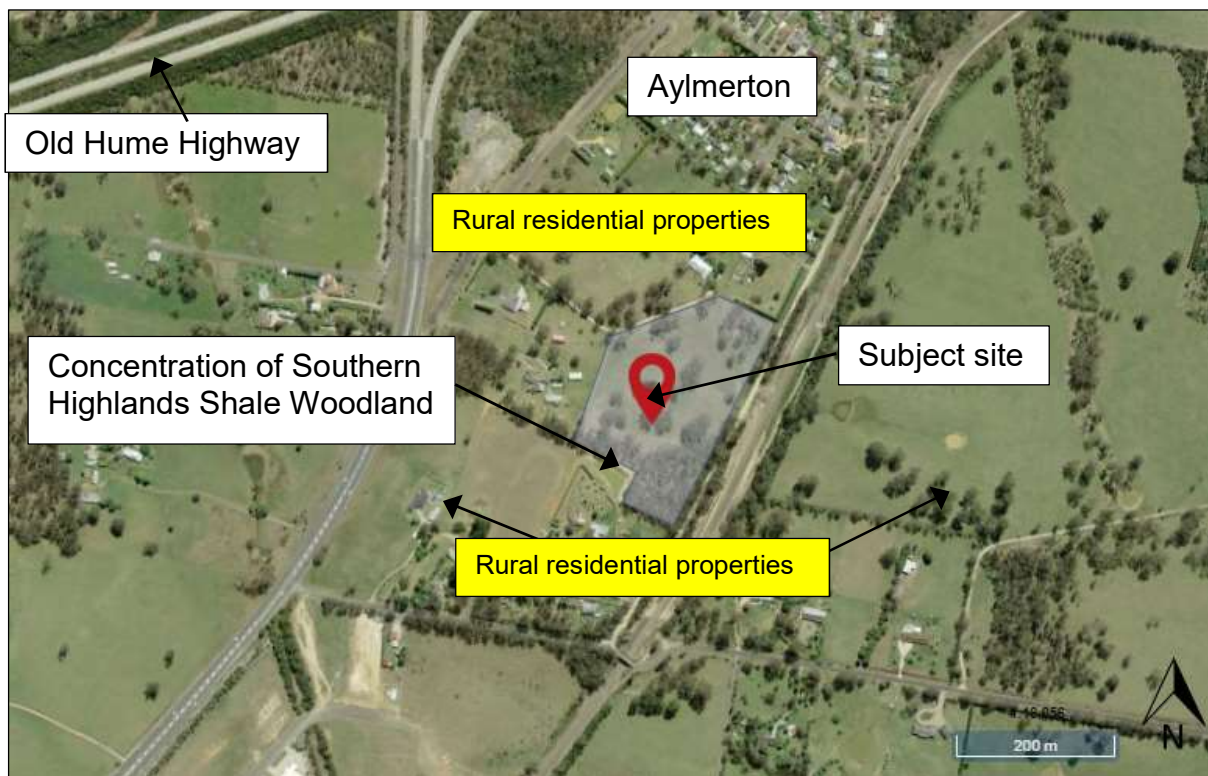 Aylmerton
Old Hume Highway
Rural residential properties
Concentration of Southern
Highlands Shale Woodland
Subject site
Rural residential properties
200 m
N